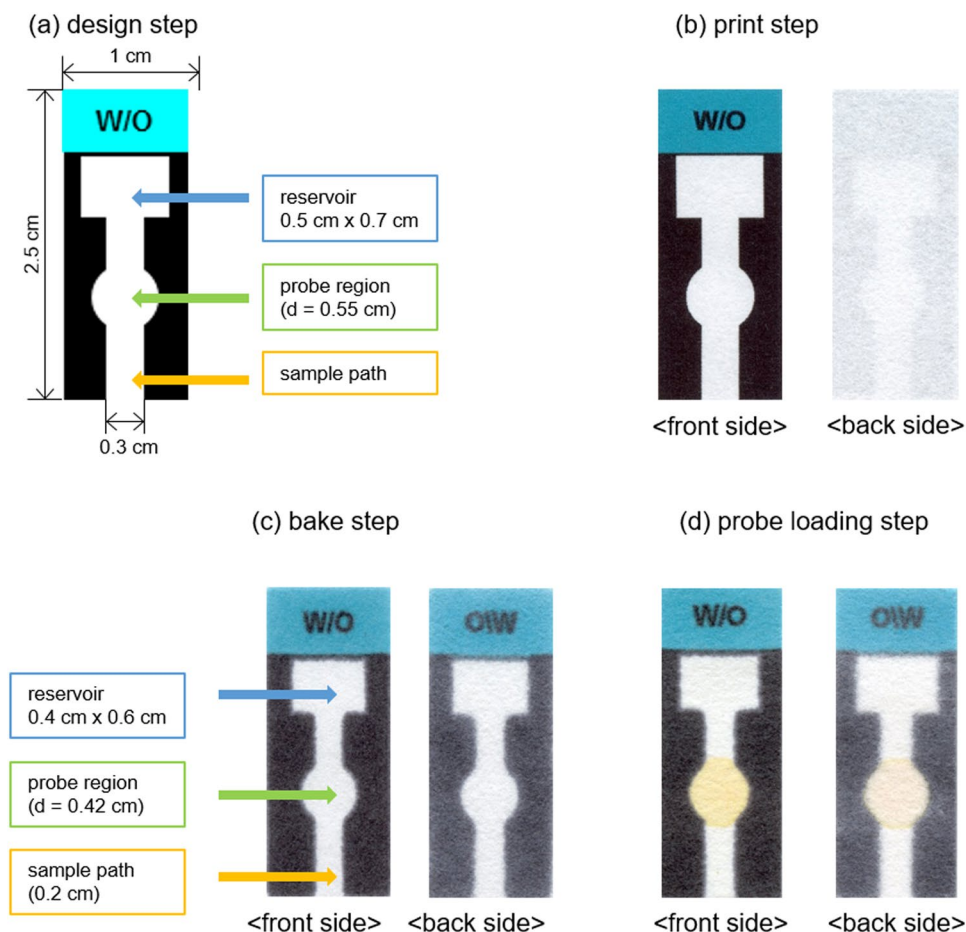 (a) design step
1 cm
2.5 cm
W/O
reservoir
0.5 cm x 0.7 cm
probe region
(d = 0.55 cm)
sample path
0.3 cm
(b) print step
W/O
<front side>
<back side>
(c) bake step
W/O
O\W
reservoir
0.4 cm x 0.6 cm
probe region
(d = 0.42 cm)
sample path
(0.2 cm)
<front side>
<back side>
(d) probe loading step
W/O
O\W
<front side>
<back side>